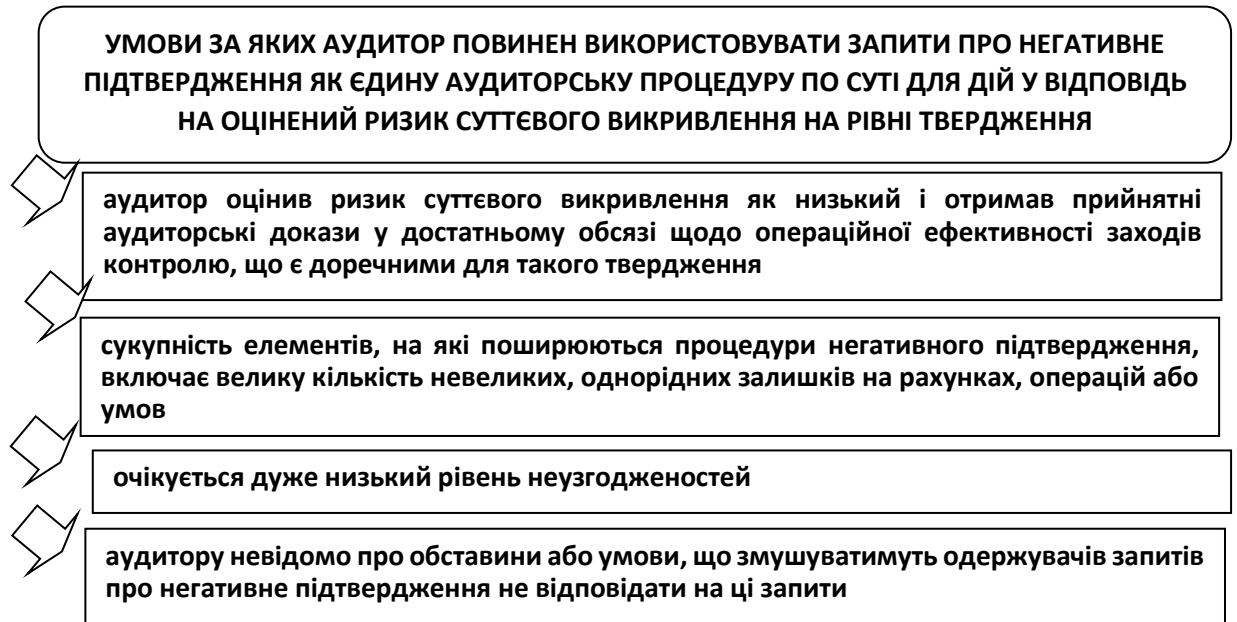 УМОВИ ЗА ЯКИХ АУДИТОР ПОВИНЕН ВИКОРИСТОВУВАТИ ЗАПИТИ ПРО НЕГАТИВНЕ
ПІДТВЕРДЖЕННЯ ЯК ЄДИНУ АУДИТОРСЬКУ ПРОЦЕДУРУ ПО СУТІ ДЛЯ ДІЙ У ВІДПОВІДЬ
НА ОЦІНЕНИЙ РИЗИК СУТТЄВОГО ВИКРИВЛЕННЯ НА РІВНІ ТВЕРДЖЕННЯ
аудитор оцінив ризик суттєвого викривлення як низький і отримав прийнятні
аудиторські докази у достатньому обсязі щодо операційної ефективності заходів
контролю, що є доречними для такого твердження
сукупність елементів, на які поширюються процедури негативного підтвердження,
включає велику кількість невеликих, однорідних залишків на рахунках, операцій або
умов
очікується дуже низький рівень неузгодженостей
аудитору невідомо про обставини або умови, що змушуватимуть одержувачів запитів
про негативне підтвердження не відповідати на ці запити